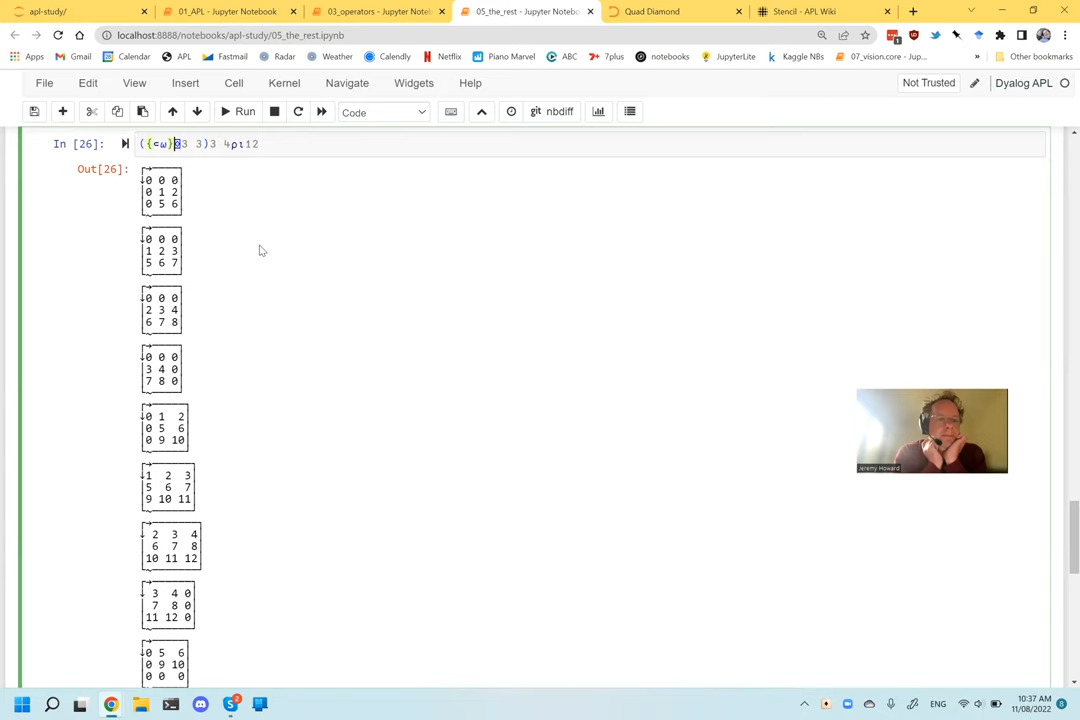 apl-study/ 01_APL - Jupyter Notebook 03_operators - Jupyter Noteb 05_the_rest - Jupyter Notebo Quad Diamond Stencil - APL Wiki
localhost:8888/notebooks/apl-study/05_the_rest.ipynb
Apps Gmail Calendar APL Fastmail Radar Weather Calendly Netflix Piano Marvel ABC 7plus notebooks JupyterLite Kaggle NBs 07_vision.core - Jup... » Other bookmarks
File Edit View Insert Cell Kernel Navigate Widgets Help Not Trusted Dyalog APL
Run Code git nbdiff
In [26]: ({⊂⍵}⌺3 3)3 4⍴⍳12
Out[26]:
0 0 0
0 1 2
0 5 6
0 0 0
1 2 3
5 6 7
0 0 0
2 3 4
6 7 8
0 0 0
3 4 0
7 8 0
0 1 2
0 5 6
0 9 10
1 2 3
5 6 7
9 10 11
2 3 4
6 7 8
10 11 12
3 4 0
7 8 0
11 12 0
0 5 6
0 9 10
0 0 0
Jeremy Howard
ENG
10:37 AM
11/08/2022